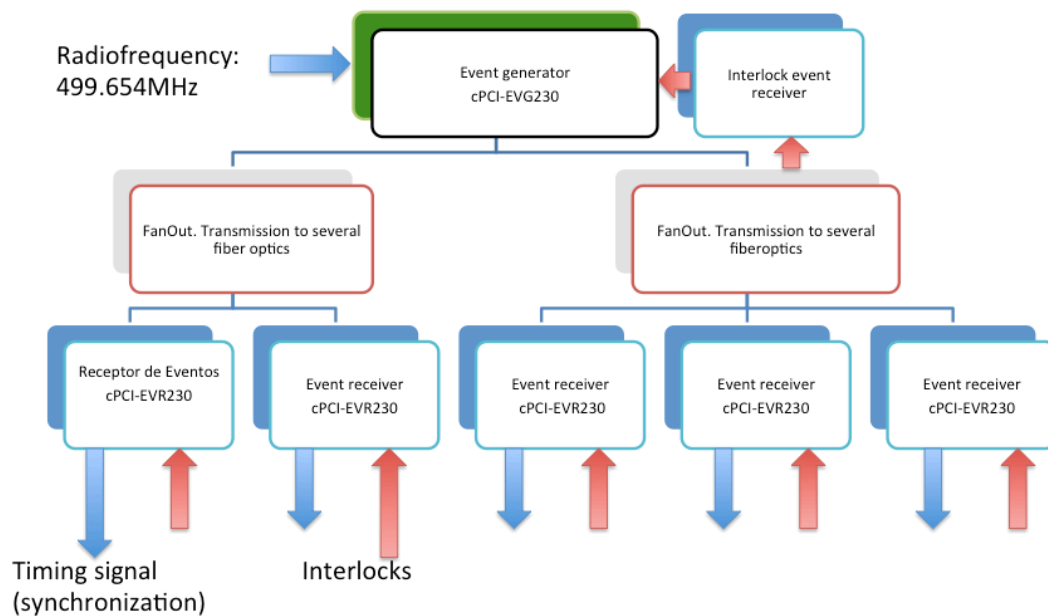 Radiofrequency:
499.654MHz
Event generator
cPCI-EVG230
Interlock event
receiver
FanOut. Transmission to several
fiber optics
FanOut. Transmission to several
fiberoptics
Receptor de Eventos
cPCI-EVR230
Event receiver
cPCI-EVR230
Event receiver
cPCI-EVR230
Event receiver
cPCI-EVR230
Event receiver
cPCI-EVR230
Timing signal
(synchronization)
Interlocks